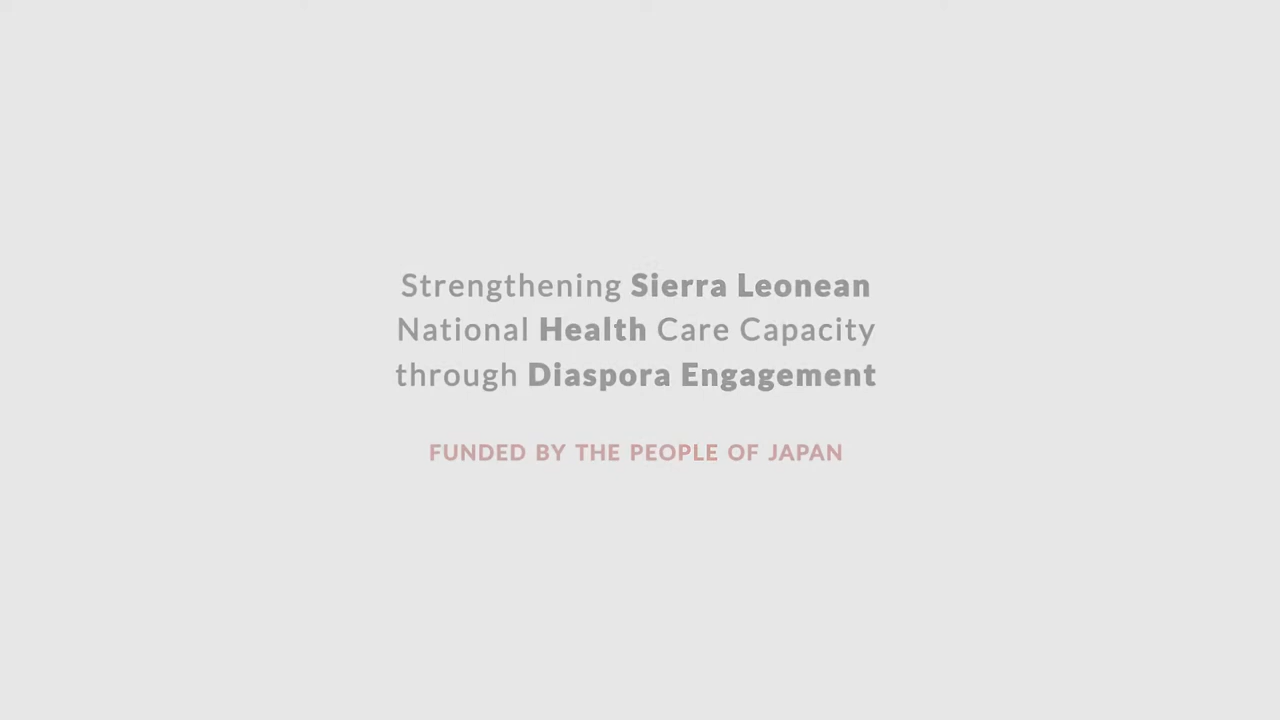 Strengthening Sierra Leonean
National Health Care Capacity
through Diaspora Engagement
FUNDED BY THE PEOPLE OF JAPAN